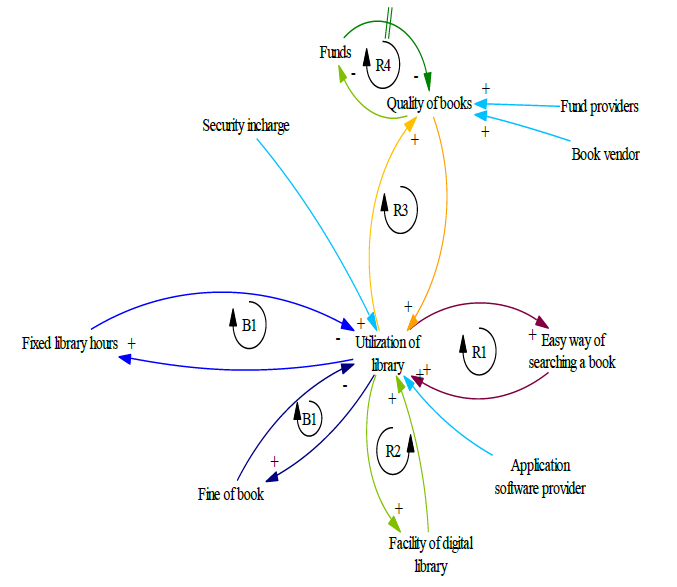 Funds
R4
-
-
Quality of books
+
Fund providers
+
Book vendor
Security incharge
+
R3
+
+
B1
-
Fixed library hours
+
Utilization of
library
R1
+
Easy way of
searching a book
+
+
-
B1
+
R2
+
Fine of book
Application
software provider
+
Facility of digital
library